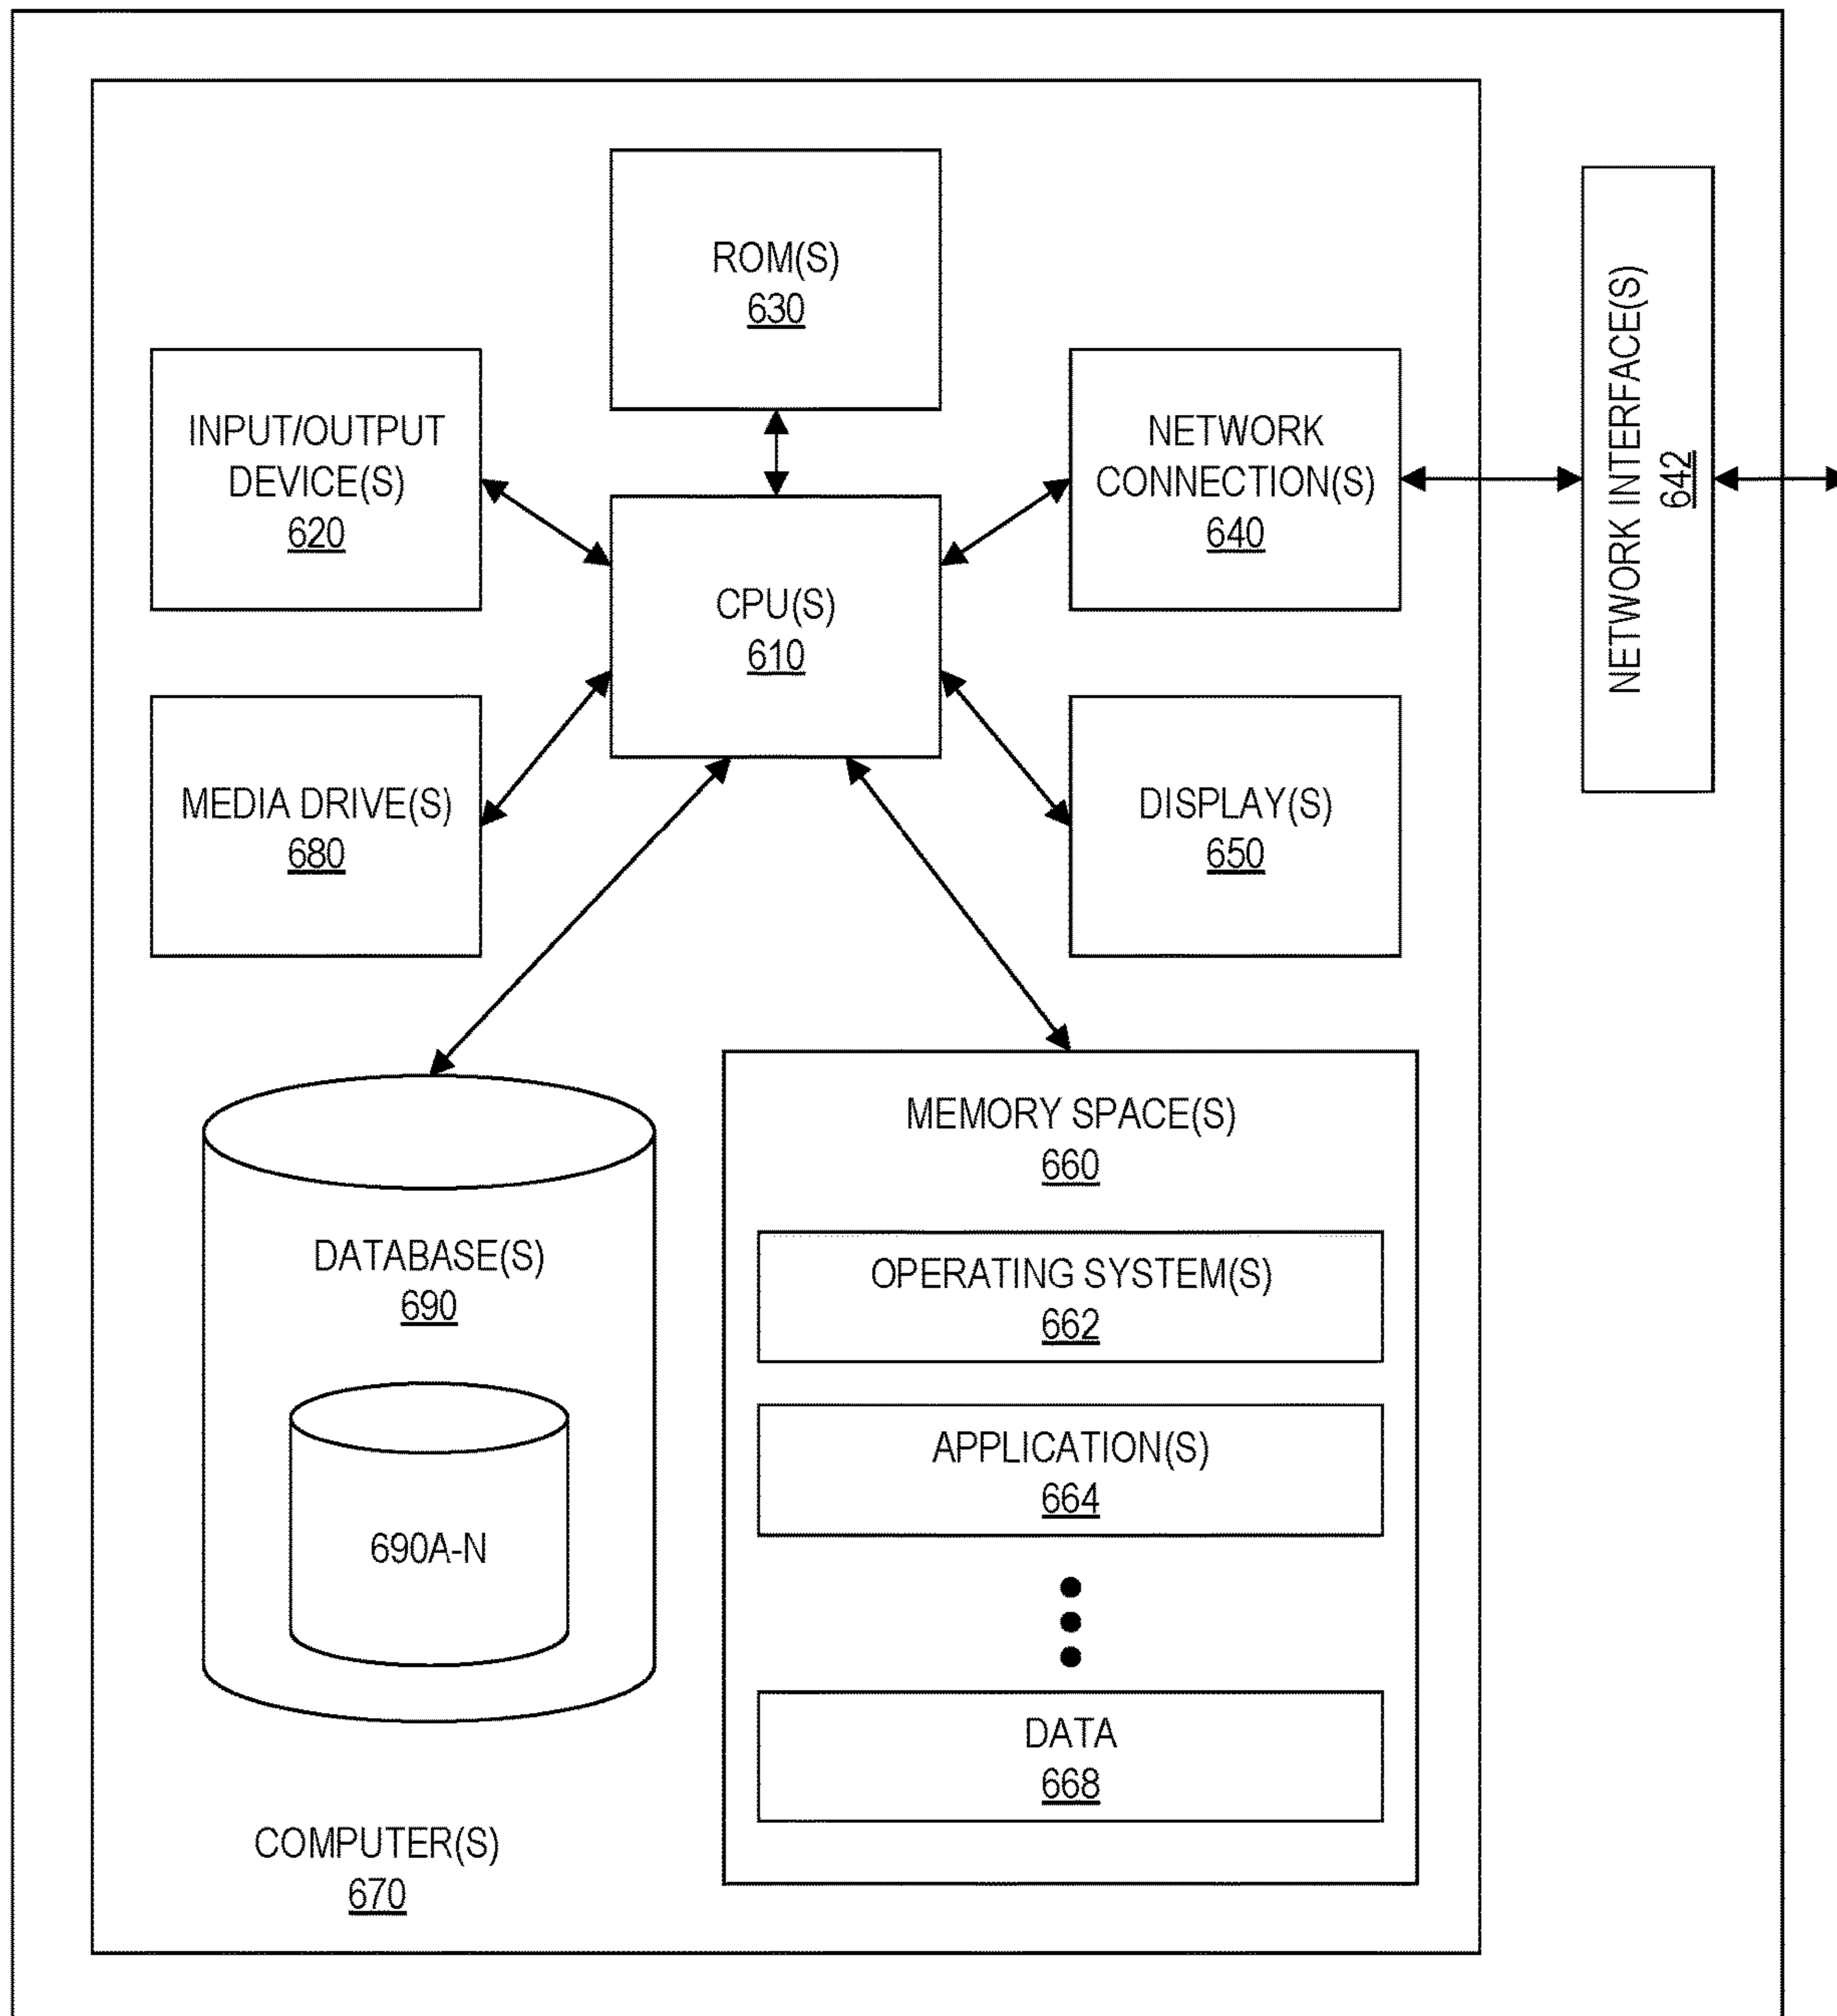 ROM(S)
630
INPUT/OUTPUT
DEVICE(S)
620
NETWORK
CONNECTION(S)
640
NETWORK INTERFACE(S)
642
CPU(S)
610
MEDIA DRIVE(S)
680
DISPLAY(S)
650
DATABASE(S)
690
690A-N
MEMORY SPACE(S)
660
OPERATING SYSTEM(S)
662
APPLICATION(S)
664
DATA
668
COMPUTER(S)
670